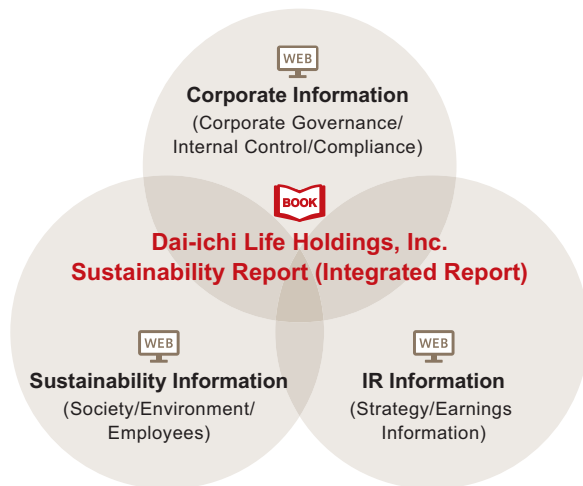 WEB
Corporate Information
(Corporate Governance/
Internal Control/Compliance)
BOOK
Dai-ichi Life Holdings, Inc.
Sustainability Report (Integrated Report)
WEB
Sustainability Information
(Society/Environment/
Employees)
WEB
IR Information
(Strategy/Earnings
Information)